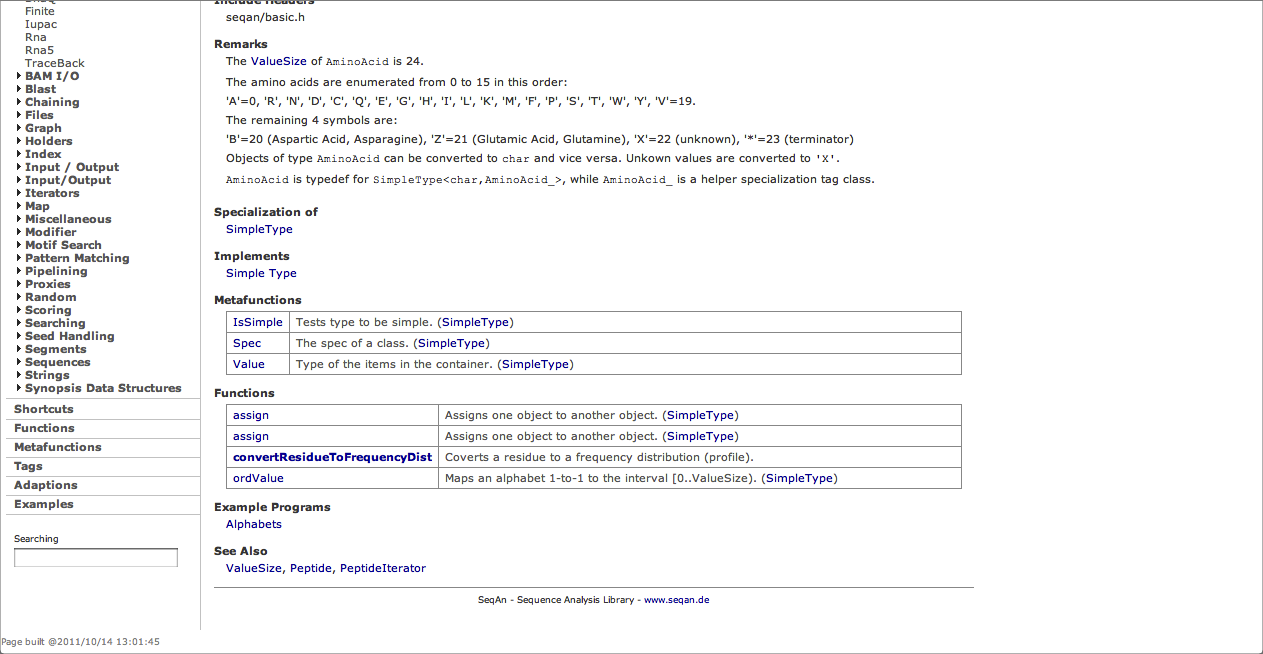 Finite
Iupac
Rna
Rna5
TraceBack
BAM I/O
Blast
Chaining
Files
Graph
Holders
Index
Input / Output
Input/Output
Iterators
Map
Miscellaneous
Modifier
Motif Search
Pattern Matching
Pipelining
Proxies
Random
Scoring
Searching
Seed Handling
Segments
Sequences
Strings
Synopsis Data Structures
Shortcuts
Functions
Metafunctions
Tags
Adaptions
Examples
Searching
Include Headers
seqan/basic.h
Remarks
The ValueSize of AminoAcid is 24.
The amino acids are enumerated from 0 to 15 in this order:
'A'=0, 'R', 'N', 'D', 'C', 'Q', 'E', 'G', 'H', 'I', 'L', 'K', 'M', 'F', 'P', 'S', 'T', 'W', 'Y', 'V'=19.
The remaining 4 symbols are:
'B'=20 (Aspartic Acid, Asparagine), 'Z'=21 (Glutamic Acid, Glutamine), 'X'=22 (unknown), '*'=23 (terminator)
Objects of type AminoAcid can be converted to char and vice versa. Unkown values are converted to 'X'.
AminoAcid is typedef for SimpleType<char,AminoAcid_>, while AminoAcid_ is a helper specialization tag class.
Specialization of
SimpleType
Implements
Simple Type
Metafunctions
IsSimple Tests type to be simple. (SimpleType)
Spec The spec of a class. (SimpleType)
Value Type of the items in the container. (SimpleType)
Functions
assign Assigns one object to another object. (SimpleType)
assign Assigns one object to another object. (SimpleType)
convertResidueToFrequencyDist Coverts a residue to a frequency distribution (profile).
ordValue Maps an alphabet 1-to-1 to the interval [0..ValueSize). (SimpleType)
Example Programs
Alphabets
See Also
ValueSize, Peptide, PeptideIterator
SeqAn - Sequence Analysis Library - www.seqan.de
Page built @2011/10/14 13:01:45